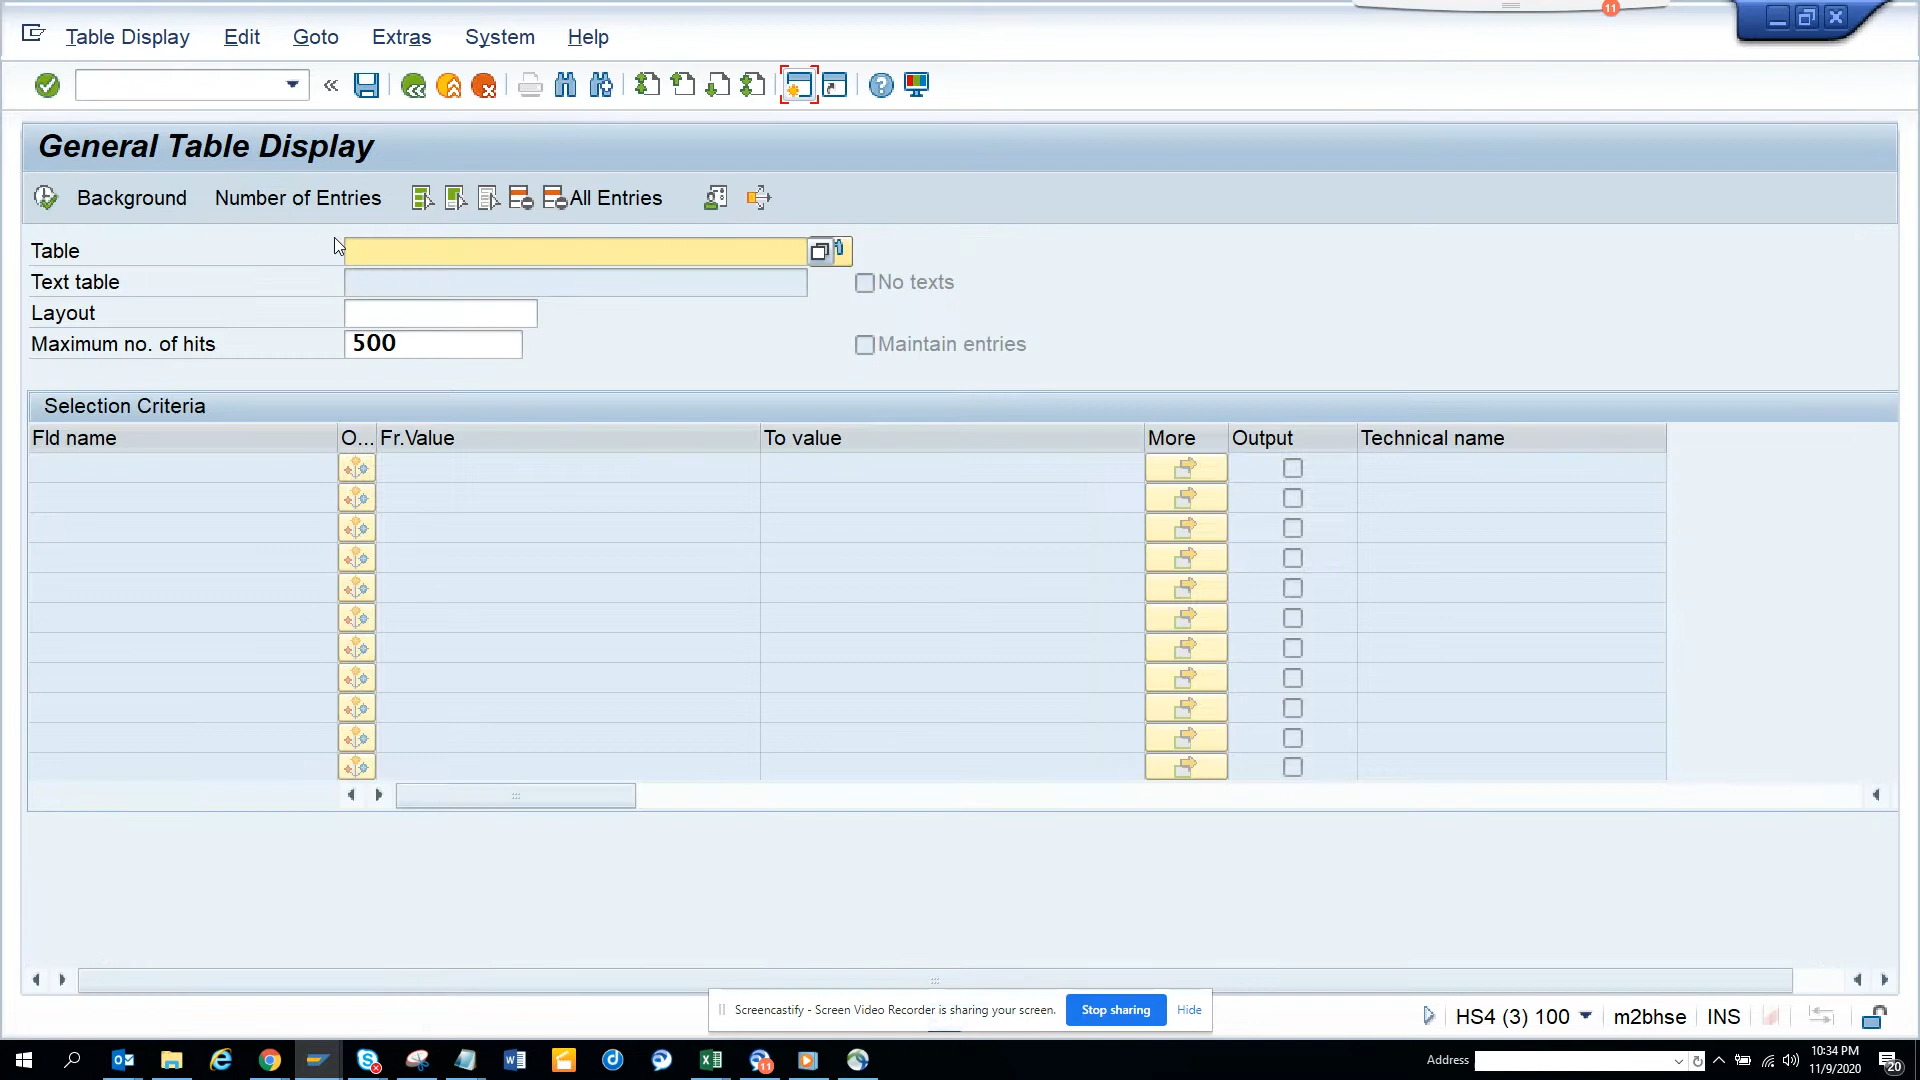 11
Table Display Edit Goto Extras System Help
General Table Display
Background Number of Entries All Entries
Table
Text table No texts
Layout
Maximum no. of hits 500 Maintain entries
Selection Criteria
Fld name O... Fr.Value To value More Output Technical name
Screencastify - Screen Video Recorder is sharing your screen. Stop sharing Hide
HS4 (3) 100 m2bhse INS
11 Address 10:34 PM
11/9/2020 20